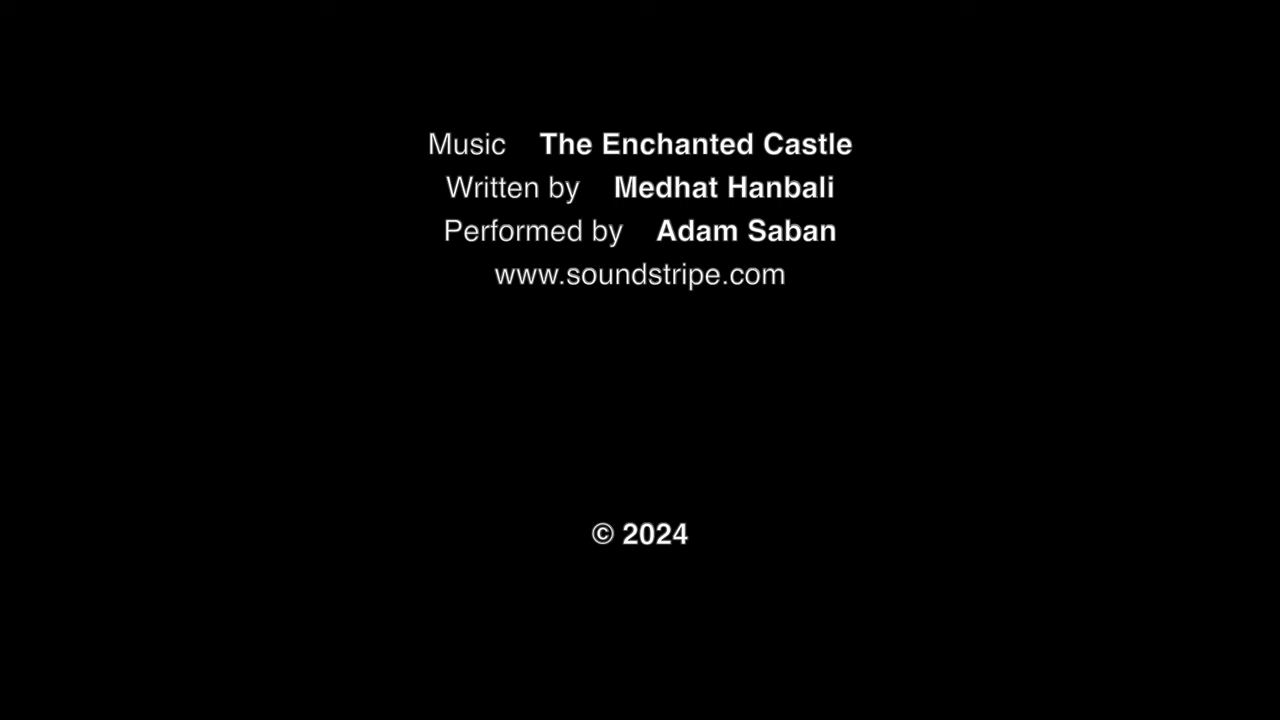 Music The Enchanted Castle
Written by Medhat Hanbali
Performed by Adam Saban
www.soundstripe.com
© 2024